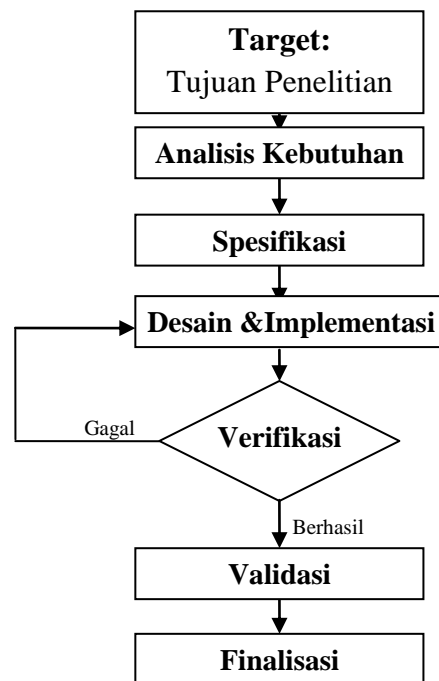 Target:
Tujuan Penelitian
Analisis Kebutuhan
Spesifikasi
Desain &Implementasi
Gagal
Verifikasi
Berhasil
Validasi
Finalisasi